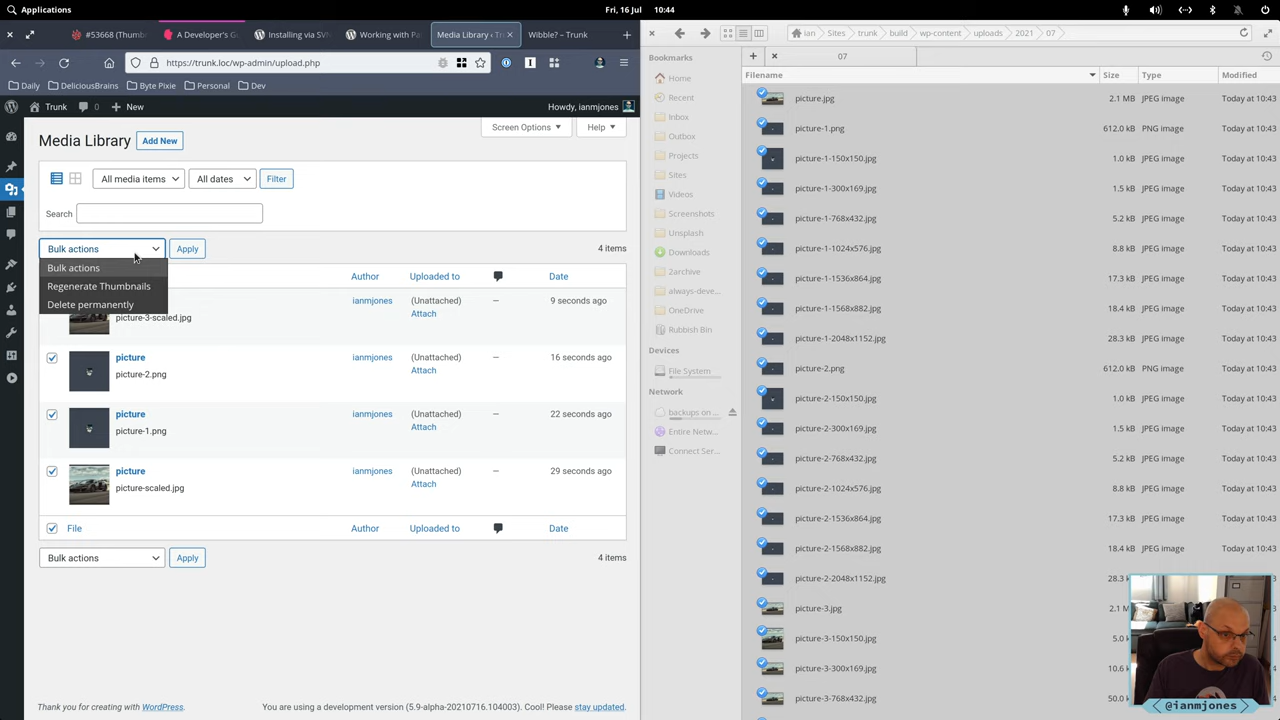 Applications
Fri, 16 Jul
10:44
#53668 (Thumb
A Developer's G
Installing via SVN
Working with Pa
Media Library ‹ T
Wibble? – Trunk
https://trunk.loc/wp-admin/upload.php
Daily
DeliciousBrains
Byte Pixie
Personal
Dev
Trunk
8
New
Howdy, ianmjones
Media Library
Add New
Screen Options
Help
All media items
All dates
Filter
Search
Bulk actions
Apply
4 items
Bulk actions
Regenerate Thumbnails
Delete permanently
Author
Uploaded to
Date
picture-3-scaled.jpg
ianmjones
(Unattached)
Attach
—
9 seconds ago
picture
picture-2.png
ianmjones
(Unattached)
Attach
—
16 seconds ago
picture
picture-1.png
ianmjones
(Unattached)
Attach
—
22 seconds ago
picture
picture-scaled.jpg
ianmjones
(Unattached)
Attach
—
29 seconds ago
File
Author
Uploaded to
Date
Bulk actions
Apply
4 items
Thank you for creating with WordPress.
You are using a development version (5.9-alpha-20210716.104003). Cool! Please stay updated.
ian
Sites
trunk
build
wp-content
uploads
2021
07
07
Bookmarks
Home
Recent
Inbox
Outbox
Projects
Sites
Videos
Screenshots
Unsplash
Downloads
2archive
always-deve...
OneDrive
Rubbish Bin
Devices
File System
Network
backups on ...
Entire Netw...
Connect Ser...
Filename Size Type Modified
picture.jpg 2.1 MB JPEG image Today at 10:43
picture-1.png 612.0 kB PNG image Today at 10:43
picture-1-150x150.jpg 1.0 kB JPEG image Today at 10:43
picture-1-300x169.jpg 1.5 kB JPEG image Today at 10:43
picture-1-768x432.jpg 5.2 kB JPEG image Today at 10:43
picture-1-1024x576.jpg 8.8 kB JPEG image Today at 10:43
picture-1-1536x864.jpg 17.3 kB JPEG image Today at 10:43
picture-1-1568x882.jpg 18.4 kB JPEG image Today at 10:43
picture-1-2048x1152.jpg 28.3 kB JPEG image Today at 10:43
picture-2.png 612.0 kB PNG image Today at 10:43
picture-2-150x150.jpg 1.0 kB JPEG image Today at 10:43
picture-2-300x169.jpg 1.5 kB JPEG image Today at 10:43
picture-2-768x432.jpg 5.2 kB JPEG image Today at 10:43
picture-2-1024x576.jpg 8.8 kB JPEG image Today at 10:43
picture-2-1536x864.jpg 17.3 kB JPEG image Today at 10:43
picture-2-1568x882.jpg 18.4 kB JPEG image Today at 10:43
picture-2-2048x1152.jpg 28.3
picture-3.jpg 2.1
picture-3-150x150.jpg 5.0
picture-3-300x169.jpg 10.6
picture-3-768x432.jpg 50.0
@ianmjones